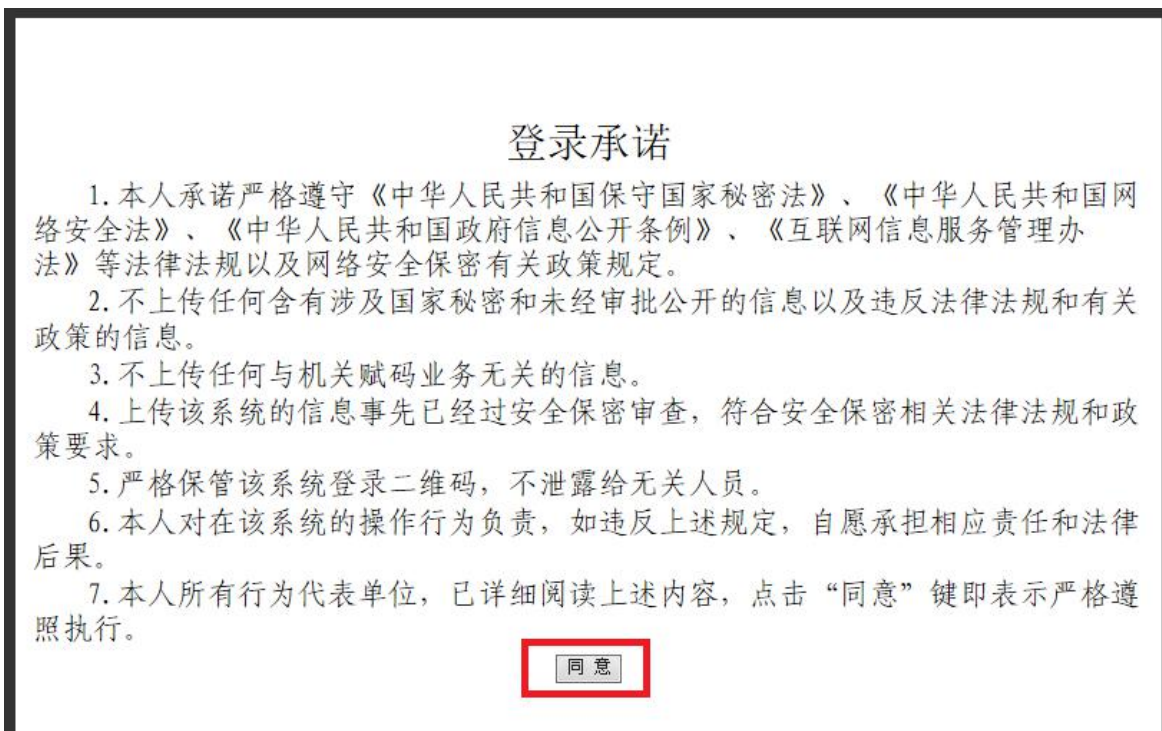 登录承诺
1.本人承诺严格遵守《中华人民共和国保守国家秘密法》、《中华人民共和国网
络安全法》、《中华人民共和国政府信息公开条例》、《互联网信息服务管理办
法》等法律法规以及网络安全保密有关政策规定。
2.不上传任何含有涉及国家秘密和未经审批公开的信息以及违反法律法规和有关
政策的信息。
3.不上传任何与机关赋码业务无关的信息。
4.上传该系统的信息事先已经过安全保密审查，符合安全保密相关法律法规和政
策要求。
5.严格保管该系统登录二维码，不泄露给无关人员。
6.本人对在该系统的操作行为负责，如违反上述规定，自愿承担相应责任和法律
后果。
7.本人所有行为代表单位，已详细阅读上述内容，点击“同意”键即表示严格遵
照执行。
同 意